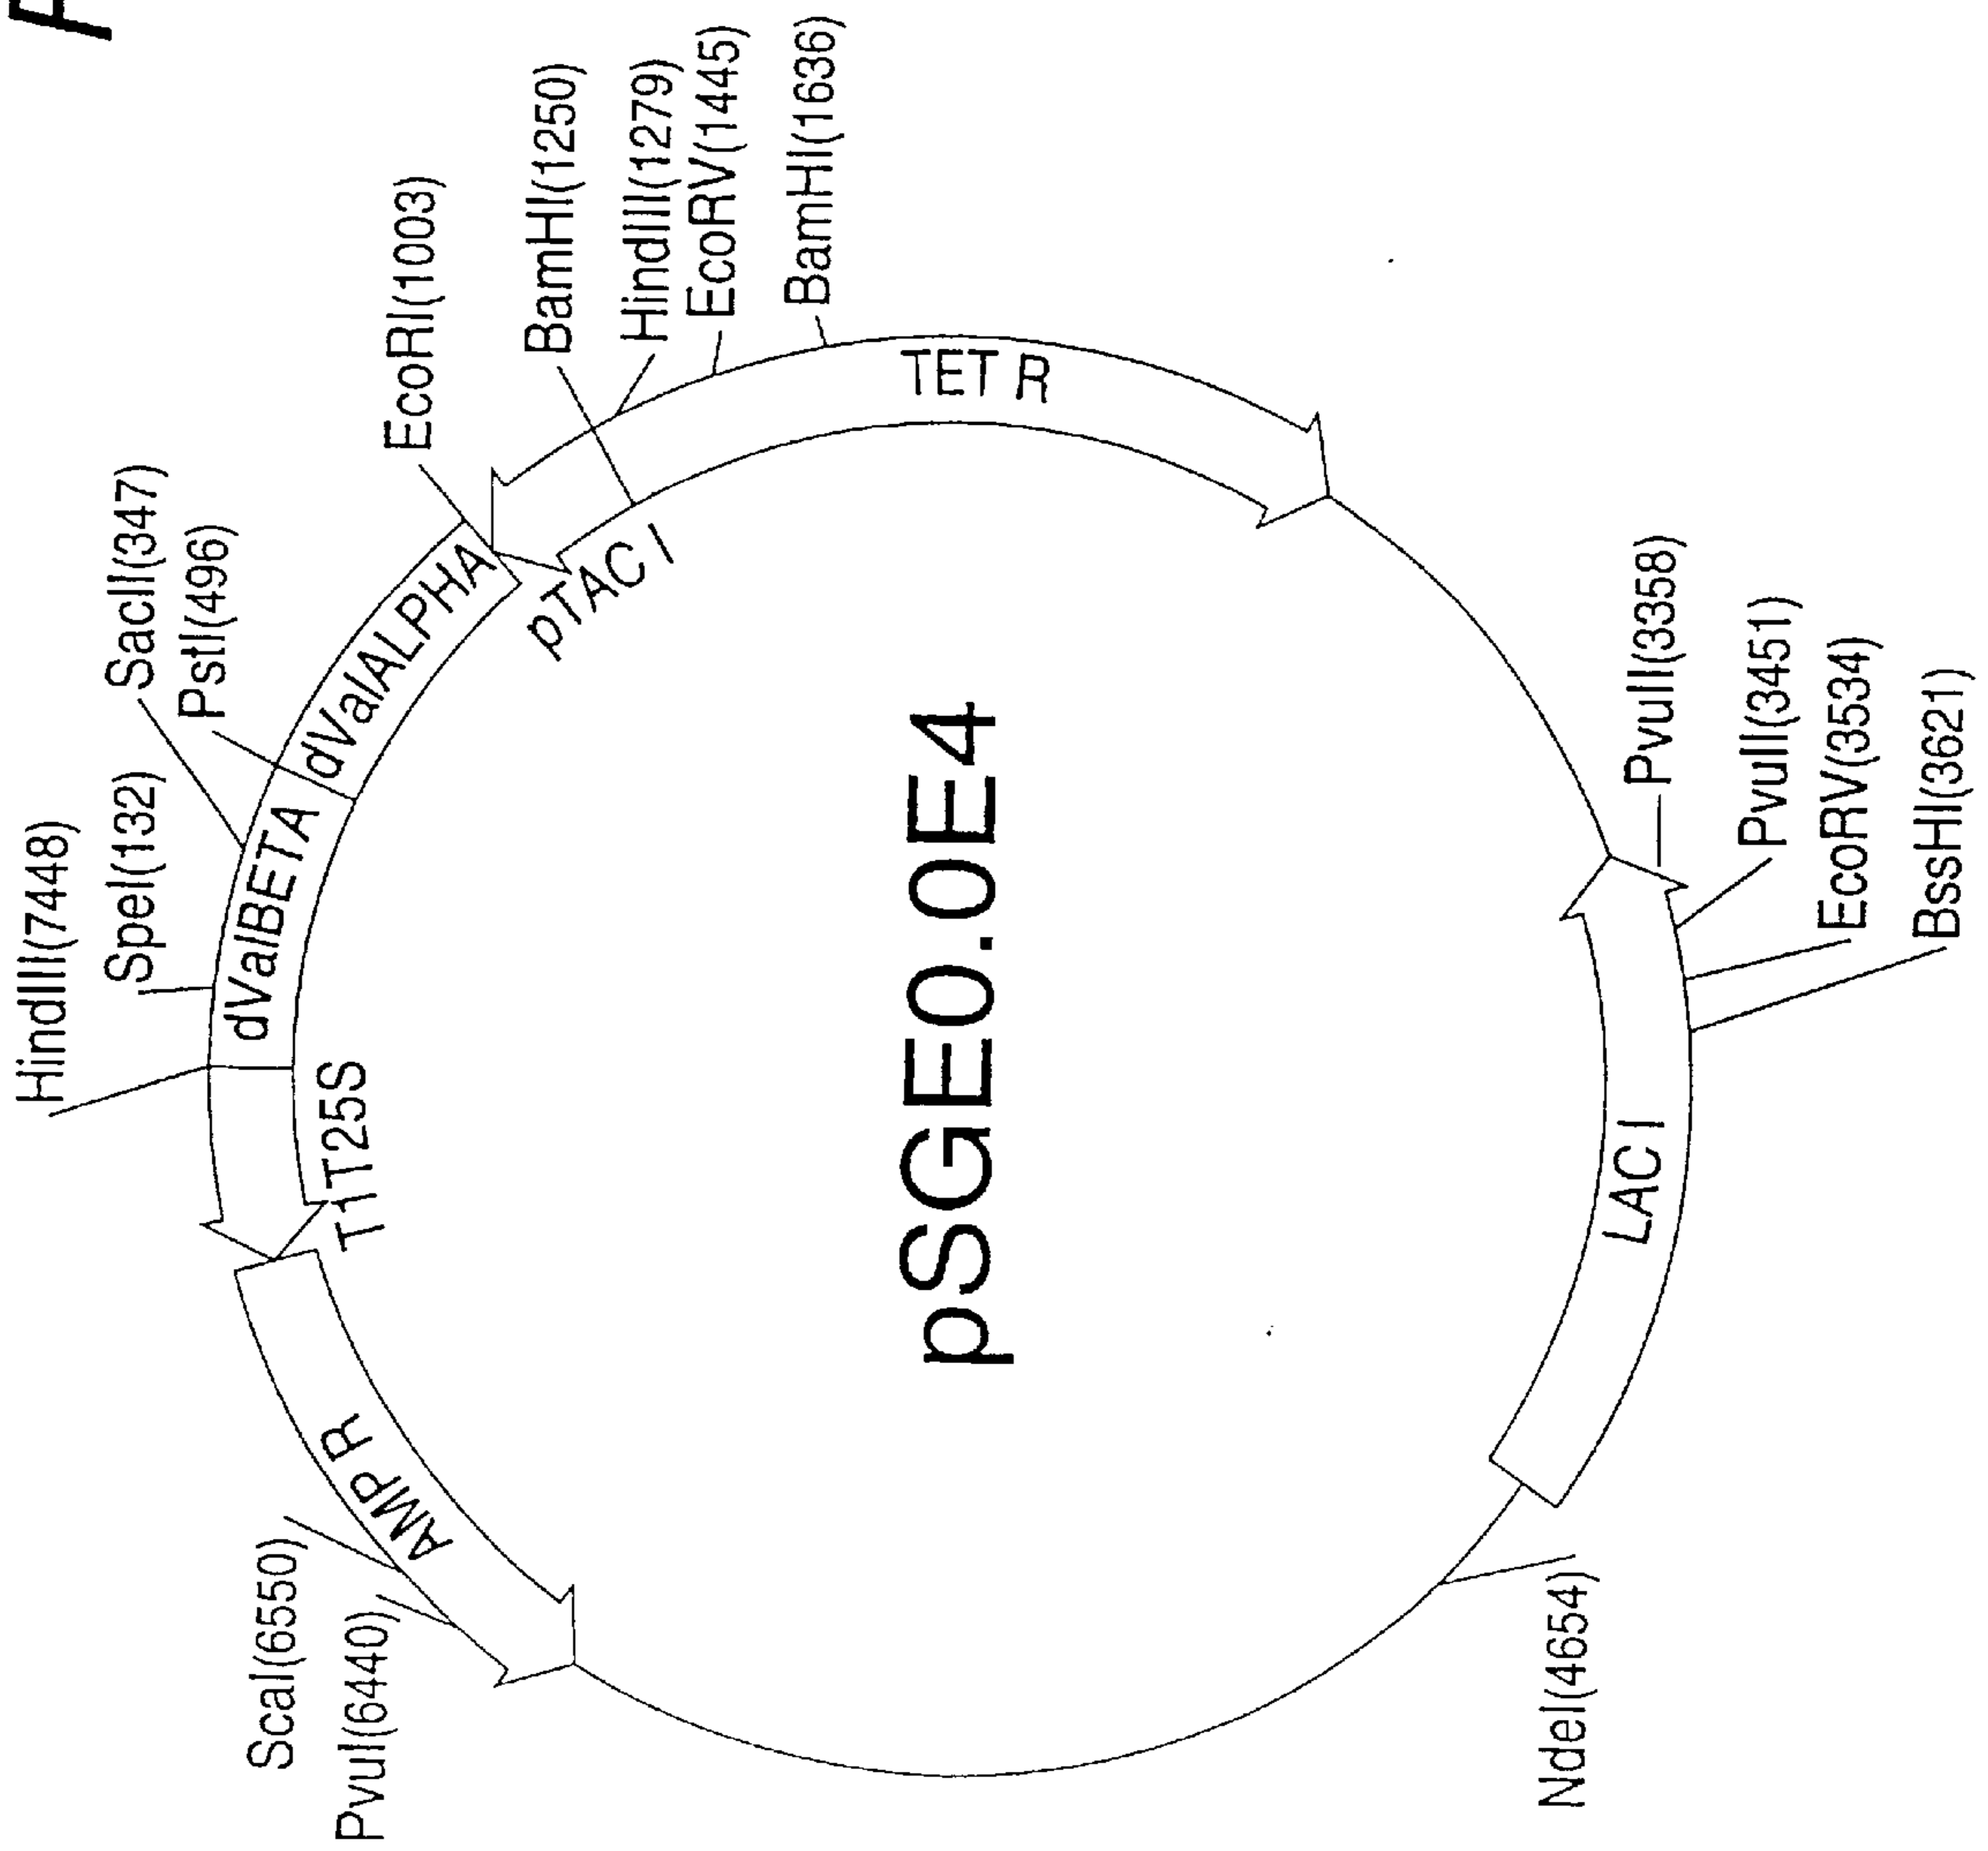 HindIII(7448)
SpeI(132)
SacII(347)
PstI(496)
EcoRI(1003)
BamHI(1250)
HindIII(1279)
EcoRV(1445)
BamHI(1636)
dValBETA
dValALPHA
pTAC I
TET R
T1T25S
AMP R
ScaI(6550)
PvuI(6440)
pSGE0.0E4
PvuII(3358)
PvuII(3451)
EcoRV(3534)
BssHI(3621)
LAC I
NdeI(4654)